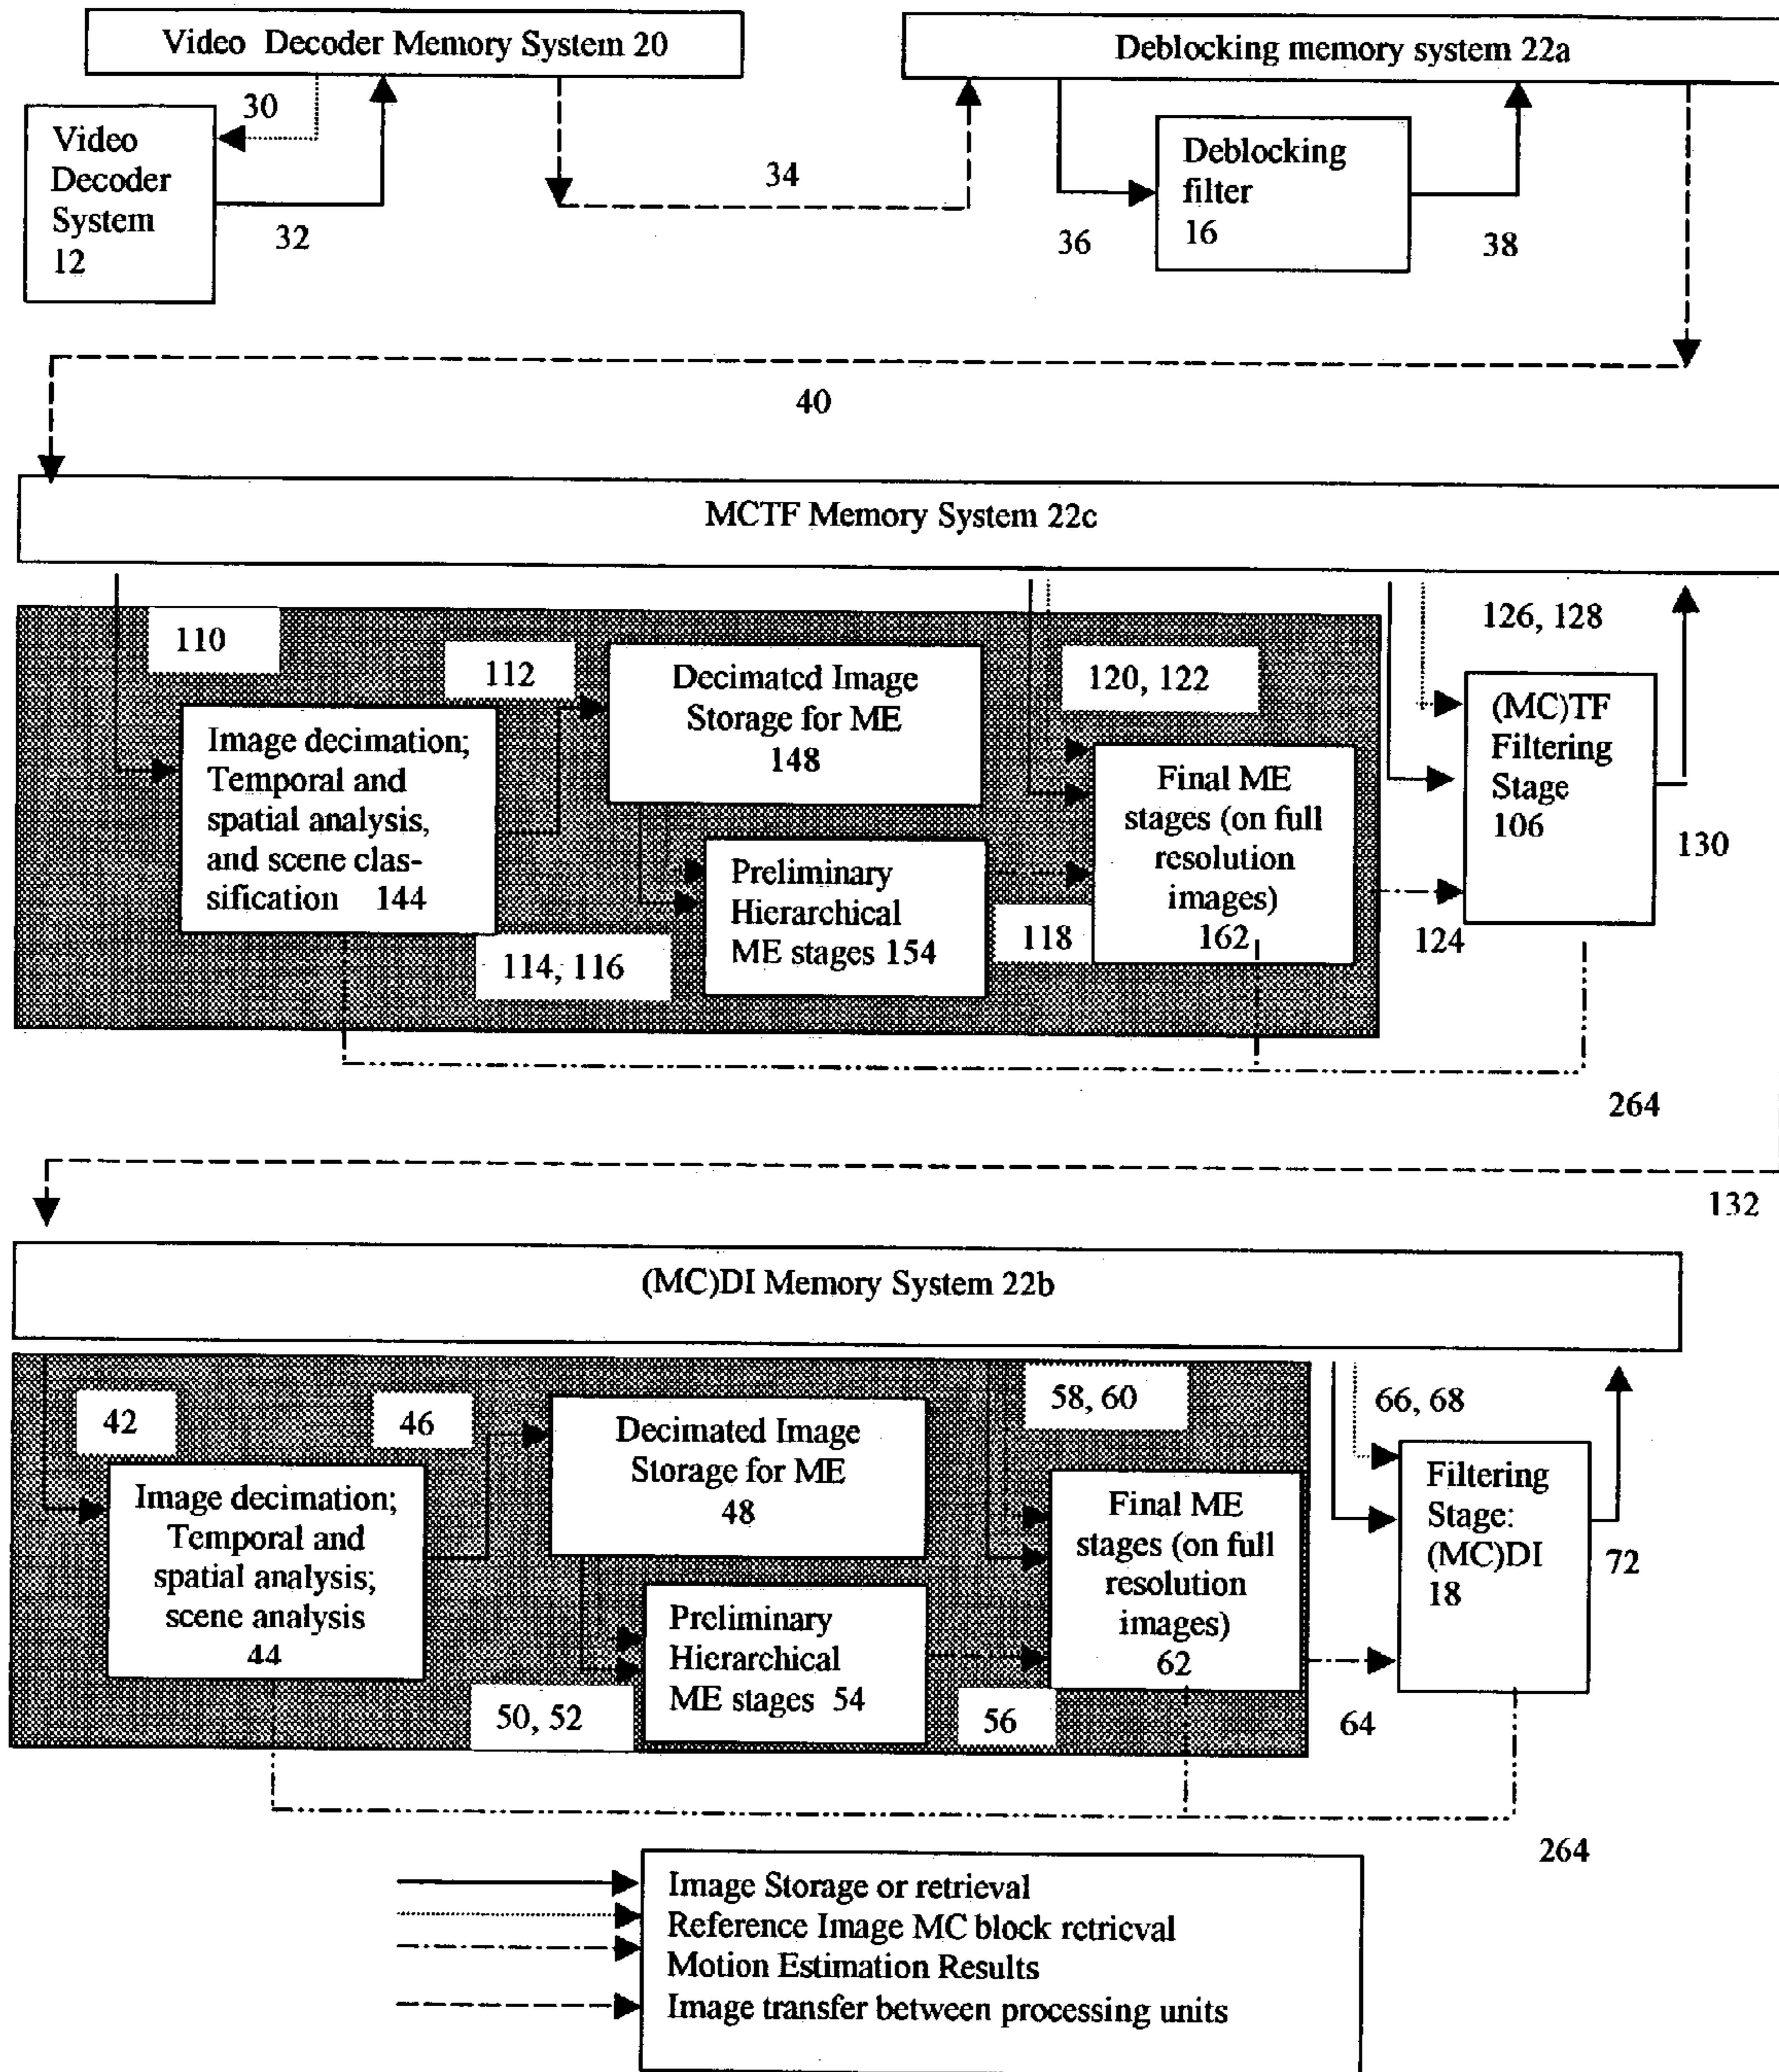 Video Decoder Memory System 20
Deblocking memory system 22a
30
Video
Decoder
System
12
32
34
36
Deblocking
filter
16
38
40
MCTF Memory System 22c
110
112
Decimated Image
Storage for ME
148
120, 122
126, 128
Image decimation;
Temporal and
spatial analysis,
and scene clas-
sification 144
114, 116
Preliminary
Hierarchical
ME stages 154
118
Final ME
stages (on full
resolution
images)
162
124
(MC)TF
Filtering
Stage
106
130
264
132
(MC)DI Memory System 22b
42
46
Decimated Image
Storage for ME
48
58, 60
66, 68
Image decimation;
Temporal and
spatial analysis;
scene analysis
44
50, 52
Preliminary
Hierarchical
ME stages 54
56
Final ME
stages (on full
resolution
images)
62
64
Filtering
Stage:
(MC)DI
18
72
264
Image Storage or retrieval
Reference Image MC block retrieval
Motion Estimation Results
Image transfer between processing units